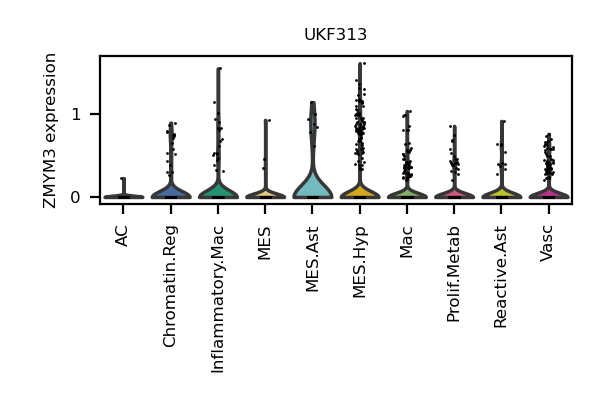 UKF313
ZMYM3 expression
1
0
AC
Chromatin.Reg
Inflammatory.Mac
MES
MES.Ast
MES.Hyp
Mac
Prolif.Metab
Reactive.Ast
Vasc